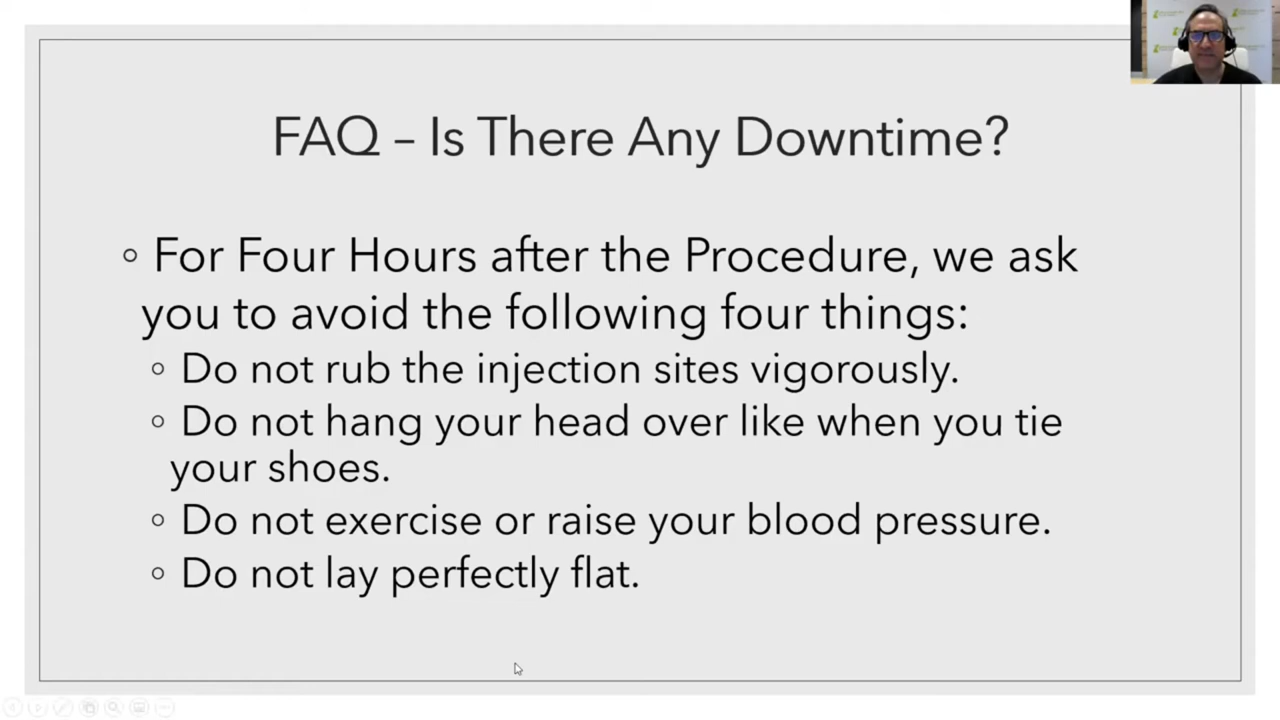 FAQ – Is There Any Downtime?
◦ For Four Hours after the Procedure, we ask
you to avoid the following four things:
◦ Do not rub the injection sites vigorously.
◦ Do not hang your head over like when you tie
your shoes.
◦ Do not exercise or raise your blood pressure.
◦ Do not lay perfectly flat.